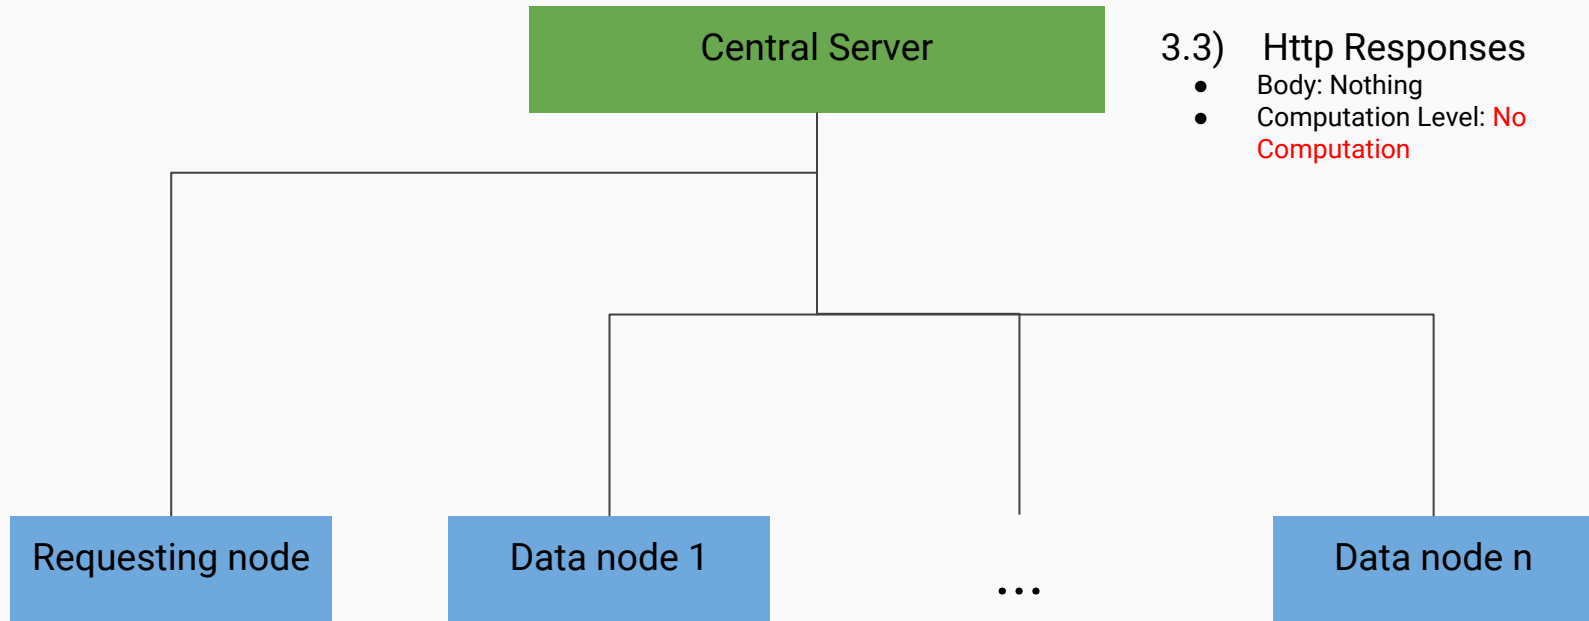 Central Server
3.3) Http Responses
● Body: Nothing
● Computation Level: No
Computation
Requesting node
Data node 1
...
Data node n